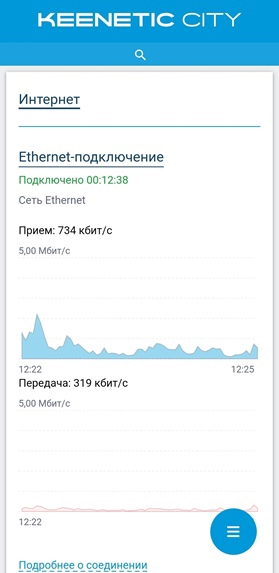 KEENETIC CITY
Интернет
Ethernet-подключение
Подключено 00:12:38
Сеть Ethernet
Прием: 734 кбит/с
5,00 Мбит/с
12:22 12:25
Передача: 319 кбит/с
5,00 Мбит/с
12:22
Подробнее о соединении